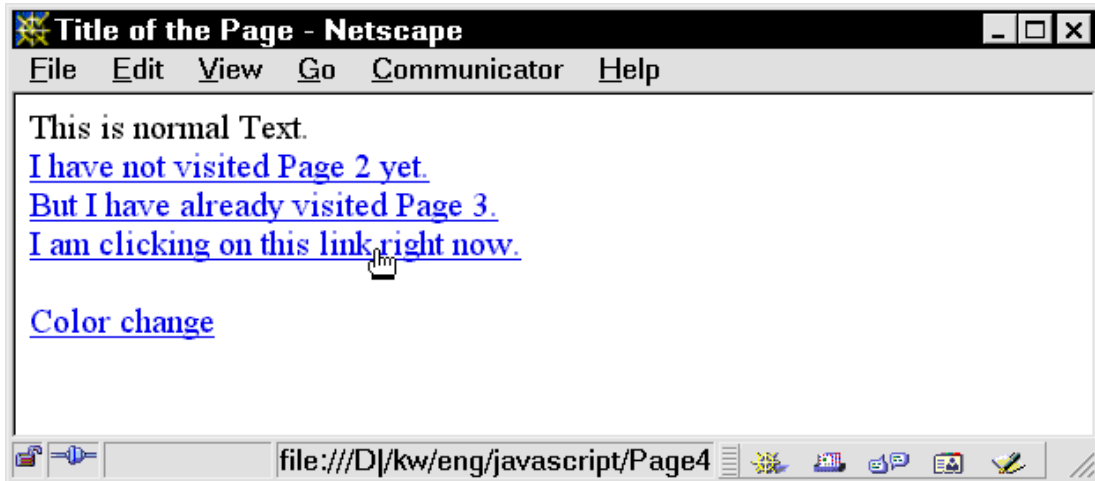 Title of the Page - Netscape
File Edit View Go Communicator Help
This is normal Text.
I have not visited Page 2 yet.
But I have already visited Page 3.
I am clicking on this link right now.
Color change
file:///D|/kw/eng/javascript/Page4